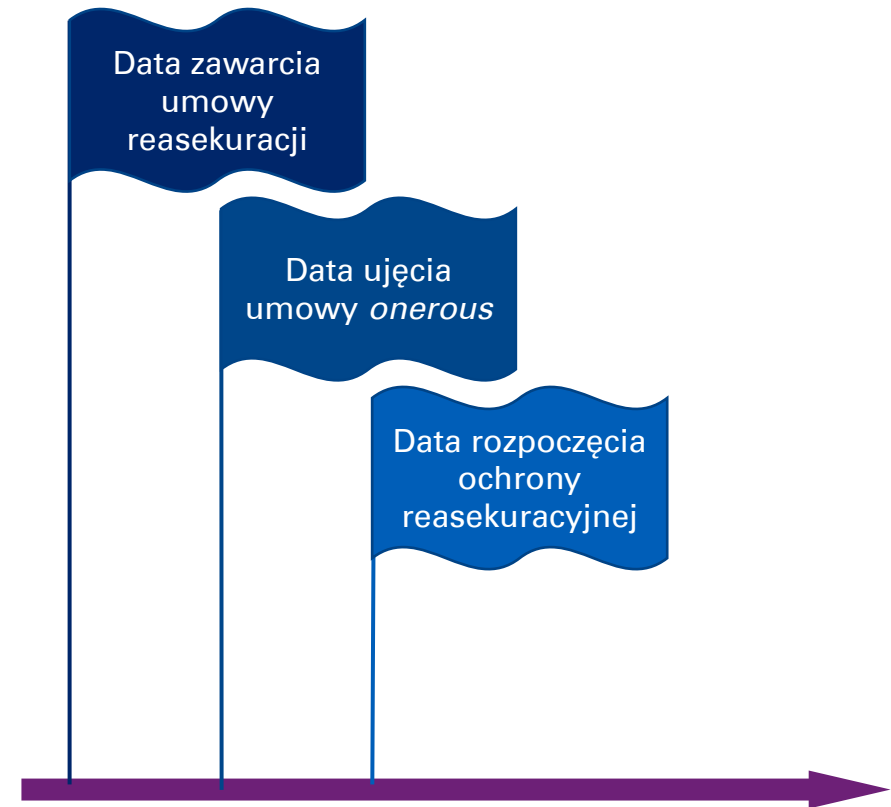 Data zawarcia
umowy
reasekuracji
Data ujęcia
umowy onerous
Data rozpoczęcia
ochrony
reasekuracyjnej